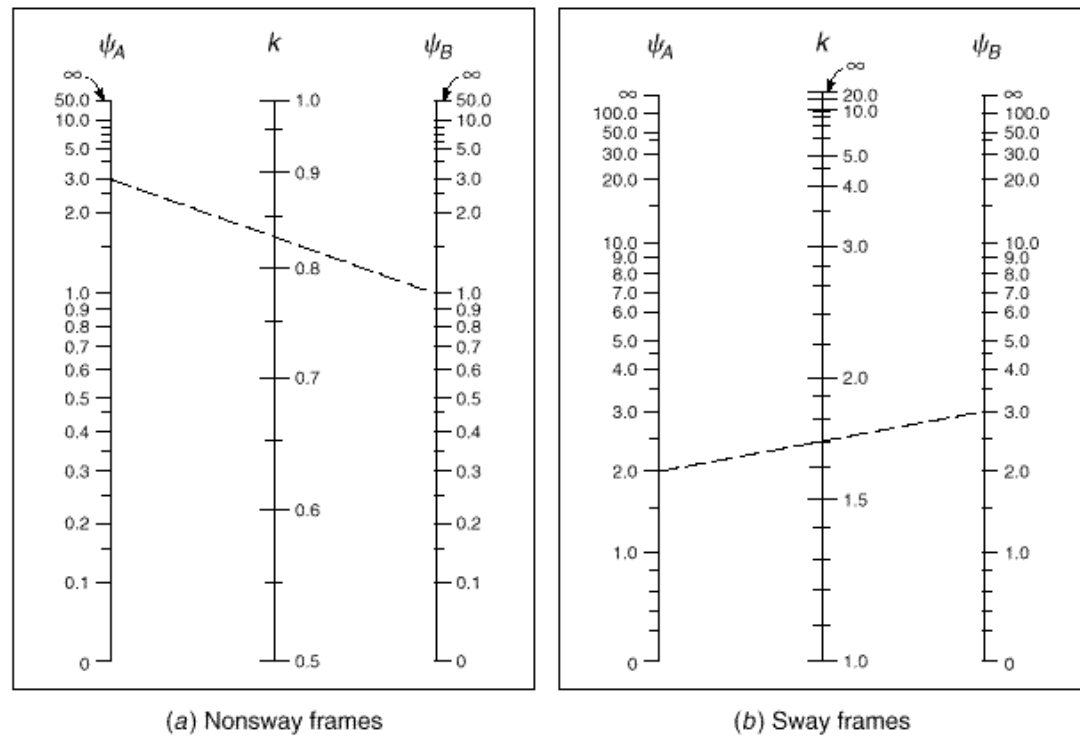 ψA k ψB
∞ ∞
50.0 1.0 50.0
10.0 10.0
5.0 5.0
0.9
3.0 3.0
2.0 2.0
0.8
1.0 1.0
0.9 0.9
0.8 0.8
0.7 0.7
0.7
0.6 0.6
0.5 0.5
0.4 0.4
0.3 0.3
0.6
0.2 0.2
0.1 0.1
0 0.5 0
(a) Nonsway frames
ψA k ψB
∞
∞ 20.0 ∞
100.0 10.0 100.0
50.0 50.0
30.0 5.0 30.0
20.0 4.0 20.0
10.0 3.0 10.0
9.0 9.0
8.0 8.0
7.0 7.0
6.0 6.0
5.0 5.0
4.0 2.0 4.0
3.0 3.0
2.0 2.0
1.5
1.0 1.0
0 1.0 0
(b) Sway frames